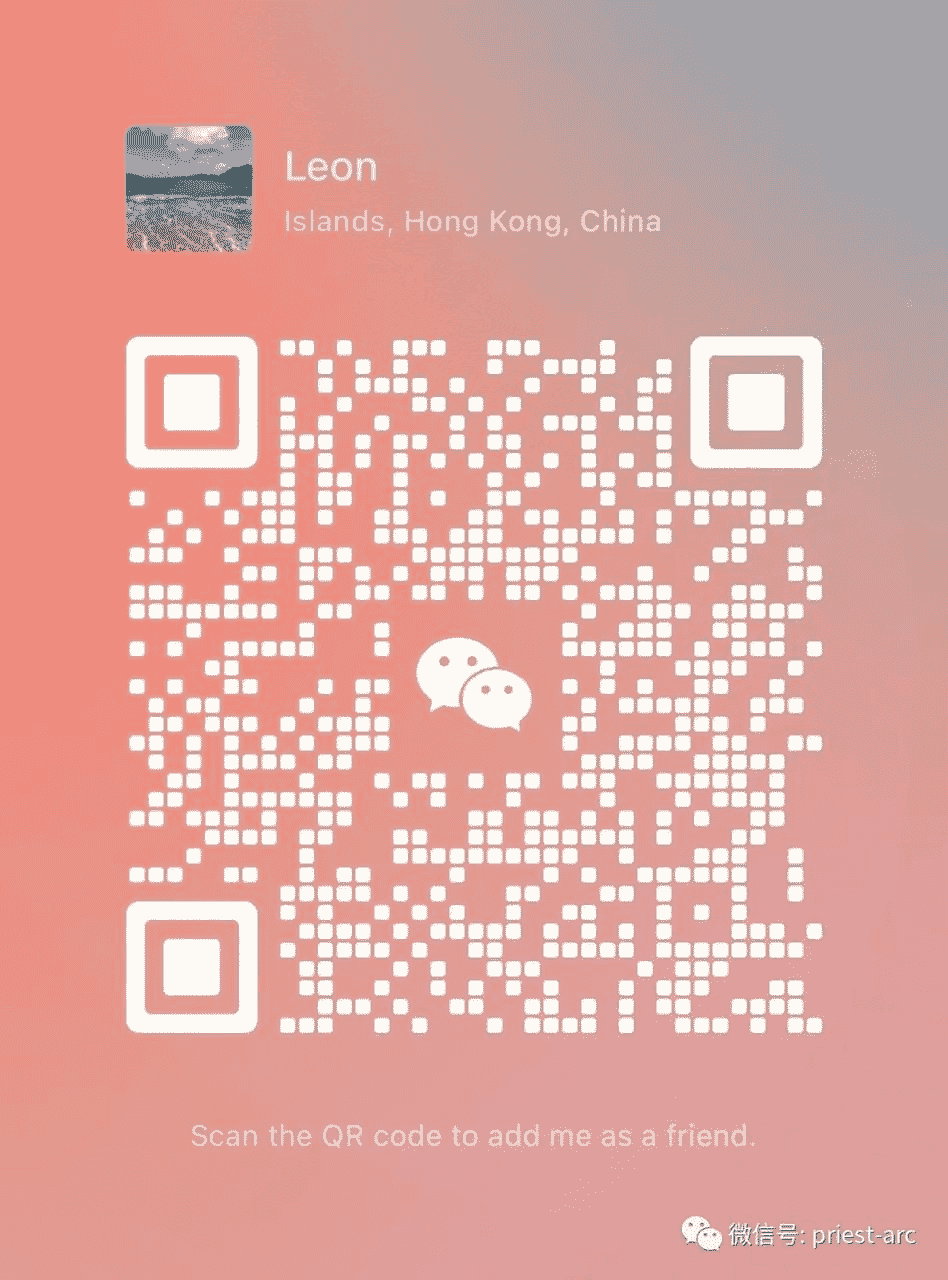 Leon
Islands, Hong Kong, China
Scan the QR code to add me as a friend.
微信号: priest-arc